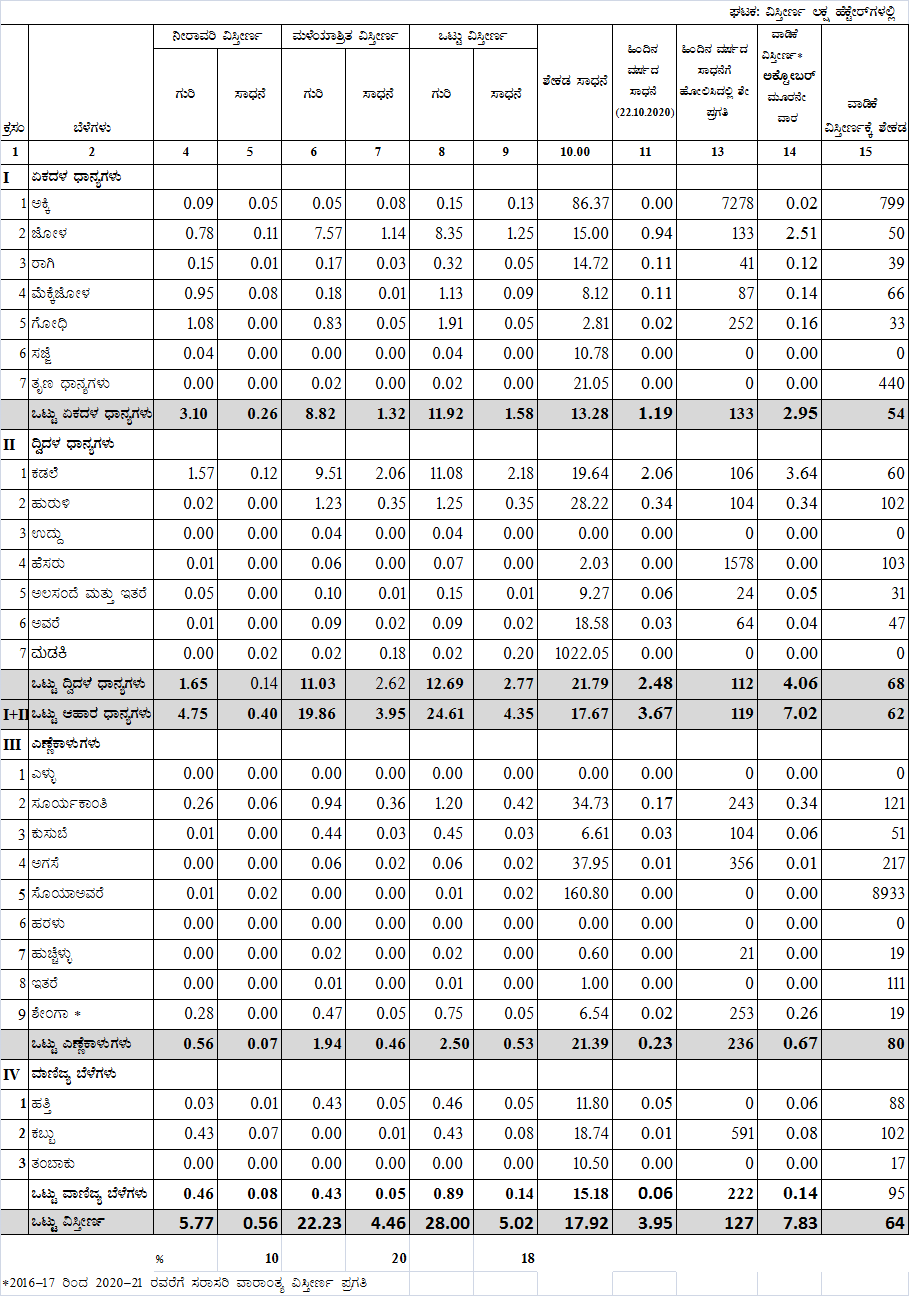 ಘಟಕ: ವಿಸ್ತೀರ್ಣ ಲಕ್ಷ ಹೆಕ್ಟೇರ್‌ಗಳಲ್ಲಿ
ಕ್ರಸಂ ಬೆಳೆಗಳು ನೀರಾವರಿ ವಿಸ್ತೀರ್ಣ ಮಳೆಯಾಶ್ರಿತ ವಿಸ್ತೀರ್ಣ ಒಟ್ಟು ವಿಸ್ತೀರ್ಣ ಶೇಕಡ ಸಾಧನೆ ಹಿಂದಿನ ವರ್ಷದ ಸಾಧನೆ (22.10.2020) ಹಿಂದಿನ ವರ್ಷದ ಸಾಧನೆಗೆ ಹೋಲಿಸಿದಲ್ಲಿ ಶೇ ಪ್ರಗತಿ ವಾಡಿಕೆ ವಿಸ್ತೀರ್ಣ* ಅಕ್ಟೋಬರ್ ಮೂರನೇ ವಾರ ವಾಡಿಕೆ ವಿಸ್ತೀರ್ಣಕ್ಕೆ ಶೇಕಡ
ಗುರಿ ಸಾಧನೆ ಗುರಿ ಸಾಧನೆ ಗುರಿ ಸಾಧನೆ
1 2 4 5 6 7 8 9 10.00 11 13 14 15
I ಏಕದಳ ಧಾನ್ಯಗಳು
1 ಅಕ್ಕಿ 0.09 0.05 0.05 0.08 0.15 0.13 86.37 0.00 7278 0.02 799
2 ಜೋಳ 0.78 0.11 7.57 1.14 8.35 1.25 15.00 0.94 133 2.51 50
3 ರಾಗಿ 0.15 0.01 0.17 0.03 0.32 0.05 14.72 0.11 41 0.12 39
4 ಮೆಕ್ಕೆಜೋಳ 0.95 0.08 0.18 0.01 1.13 0.09 8.12 0.11 87 0.14 66
5 ಗೋಧಿ 1.08 0.00 0.83 0.05 1.91 0.05 2.81 0.02 252 0.16 33
6 ಸಜ್ಜೆ 0.04 0.00 0.00 0.00 0.04 0.00 10.78 0.00 0 0.00 0
7 ತೃಣ ಧಾನ್ಯಗಳು 0.00 0.00 0.02 0.00 0.02 0.00 21.05 0.00 0 0.00 440
ಒಟ್ಟು ಏಕದಳ ಧಾನ್ಯಗಳು 3.10 0.26 8.82 1.32 11.92 1.58 13.28 1.19 133 2.95 54
II ದ್ವಿದಳ ಧಾನ್ಯಗಳು
1 ಕಡಲೆ 1.57 0.12 9.51 2.06 11.08 2.18 19.64 2.06 106 3.64 60
2 ಹುರುಳಿ 0.02 0.00 1.23 0.35 1.25 0.35 28.22 0.34 104 0.34 102
3 ಉದ್ದು 0.00 0.00 0.04 0.00 0.04 0.00 0.00 0.00 0 0.00 0
4 ಹೆಸರು 0.01 0.00 0.06 0.00 0.07 0.00 2.03 0.00 1578 0.00 103
5 ಅಲಸಂದೆ ಮತ್ತು ಇತರೆ 0.05 0.00 0.10 0.01 0.15 0.01 9.27 0.06 24 0.05 31
6 ಅವರೆ 0.01 0.00 0.09 0.02 0.09 0.02 18.58 0.03 64 0.04 47
7 ಮಡಕಿ 0.00 0.02 0.02 0.18 0.02 0.20 1022.05 0.00 0 0.00 0
ಒಟ್ಟು ದ್ವಿದಳ ಧಾನ್ಯಗಳು 1.65 0.14 11.03 2.62 12.69 2.77 21.79 2.48 112 4.06 68
I+II ಒಟ್ಟು ಆಹಾರ ಧಾನ್ಯಗಳು 4.75 0.40 19.86 3.95 24.61 4.35 17.67 3.67 119 7.02 62
III ಎಣ್ಣೆಕಾಳುಗಳು
1 ಎಳ್ಳು 0.00 0.00 0.00 0.00 0.00 0.00 0.00 0.00 0 0.00 0
2 ಸೂರ್ಯಕಾಂತಿ 0.26 0.06 0.94 0.36 1.20 0.42 34.73 0.17 243 0.34 121
3 ಕುಸುಬೆ 0.01 0.00 0.44 0.03 0.45 0.03 6.61 0.03 104 0.06 51
4 ಅಗಸೆ 0.00 0.00 0.06 0.02 0.06 0.02 37.95 0.01 356 0.01 217
5 ಸೊಯಾಅವರೆ 0.01 0.02 0.00 0.00 0.01 0.02 160.80 0.00 0 0.00 8933
6 ಹರಳು 0.00 0.00 0.00 0.00 0.00 0.00 0.00 0.00 0 0.00 0
7 ಹುಚ್ಚೆಳ್ಳು 0.00 0.00 0.02 0.00 0.02 0.00 0.60 0.00 21 0.00 19
8 ಇತರೆ 0.00 0.00 0.01 0.00 0.01 0.00 1.00 0.00 0 0.00 111
9 ಶೇಂಗಾ * 0.28 0.00 0.47 0.05 0.75 0.05 6.54 0.02 253 0.26 19
ಒಟ್ಟು ಎಣ್ಣೆಕಾಳುಗಳು 0.56 0.07 1.94 0.46 2.50 0.53 21.39 0.23 236 0.67 80
IV ವಾಣಿಜ್ಯ ಬೆಳೆಗಳು
1 ಹತ್ತಿ 0.03 0.01 0.43 0.05 0.46 0.05 11.80 0.05 0 0.06 88
2 ಕಬ್ಬು 0.43 0.07 0.00 0.01 0.43 0.08 18.74 0.01 591 0.08 102
3 ತಂಬಾಕು 0.00 0.00 0.00 0.00 0.00 0.00 10.50 0.00 0 0.00 17
ಒಟ್ಟು ವಾಣಿಜ್ಯ ಬೆಳೆಗಳು 0.46 0.08 0.43 0.05 0.89 0.14 15.18 0.06 222 0.14 95
ಒಟ್ಟು ವಿಸ್ತೀರ್ಣ 5.77 0.56 22.23 4.46 28.00 5.02 17.92 3.95 127 7.83 64
% 10 20 18
*2016–17 ರಿಂದ 2020–21 ರವರೆಗೆ ಸರಾಸರಿ ವಾರಾಂತ್ಯ ವಿಸ್ತೀರ್ಣ ಪ್ರಗತಿ